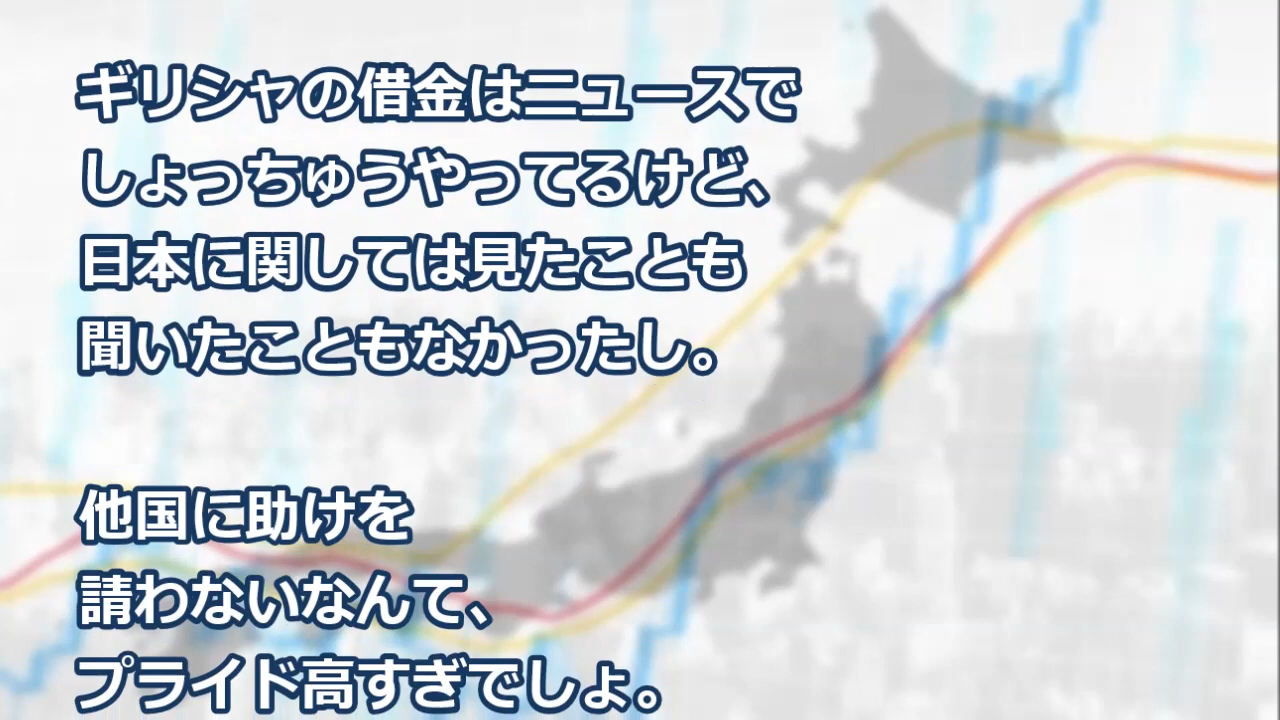 ギリシャの借金はニュースで
しょっちゅうやってるけど、
日本に関しては見たことも
聞いたこともなかったし。
他国に助けを
請わないなんて、
プライド高すぎでしょ。